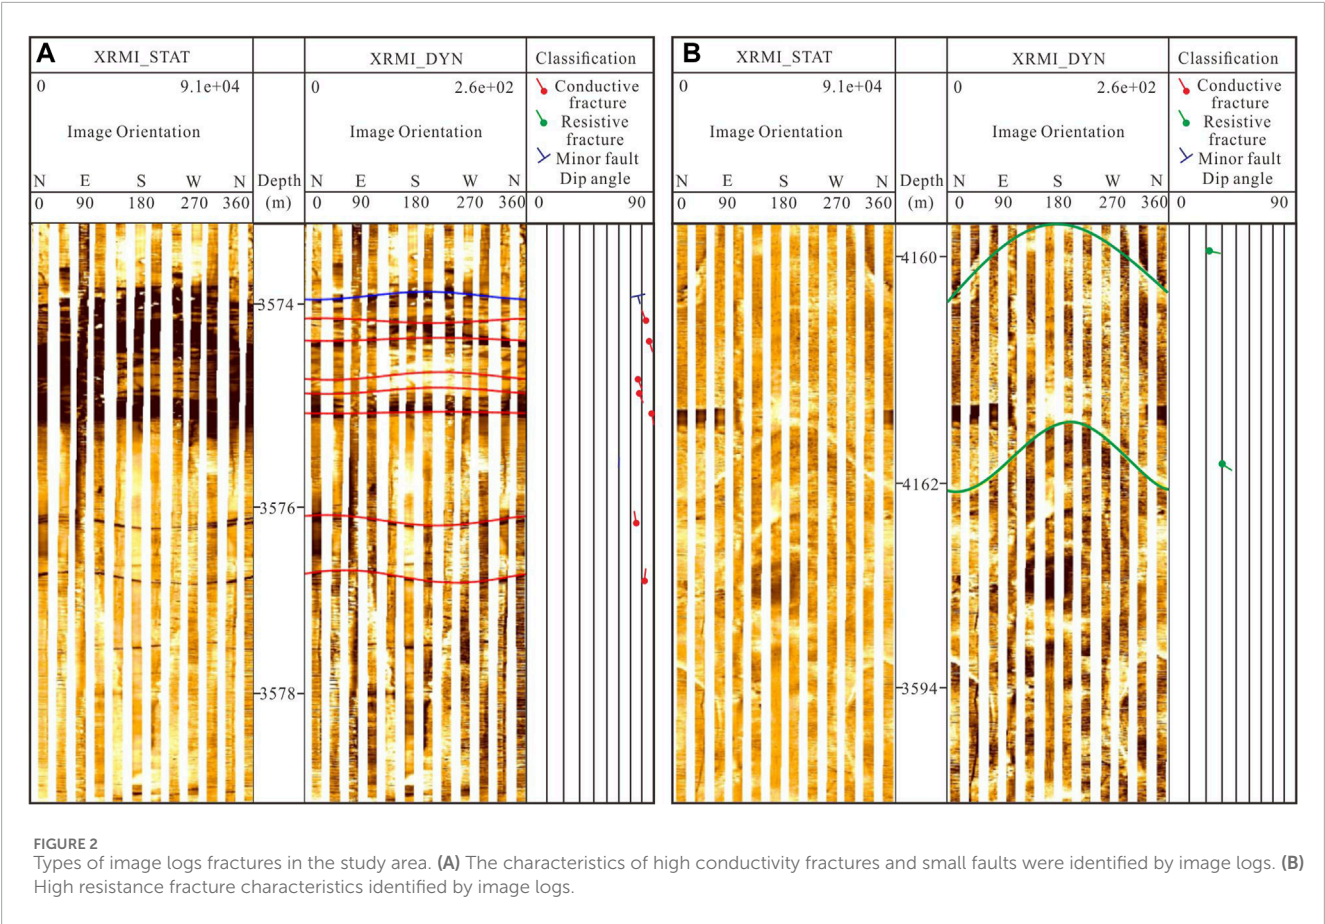 A
XRMI_STAT
XRMI_DYN
Classification
0 9.1e+04
0 2.6e+02
Conductive
fracture
Resistive
fracture
Minor fault
Dip angle
Image Orientation
Image Orientation
N E S W N
Depth
(m)
N E S W N
0 90 180 270 360
0 90 180 270 360
0 90
3574
3576
3578
B
XRMI_STAT
XRMI_DYN
Classification
0 9.1e+04
0 2.6e+02
Conductive
fracture
Resistive
fracture
Minor fault
Dip angle
Image Orientation
Image Orientation
N E S W N
Depth
(m)
N E S W N
0 90 180 270 360
0 90 180 270 360
0 90
4160
4162
3594
FIGURE 2
Types of image logs fractures in the study area. (A) The characteristics of high conductivity fractures and small faults were identified by image logs. (B)
High resistance fracture characteristics identified by image logs.